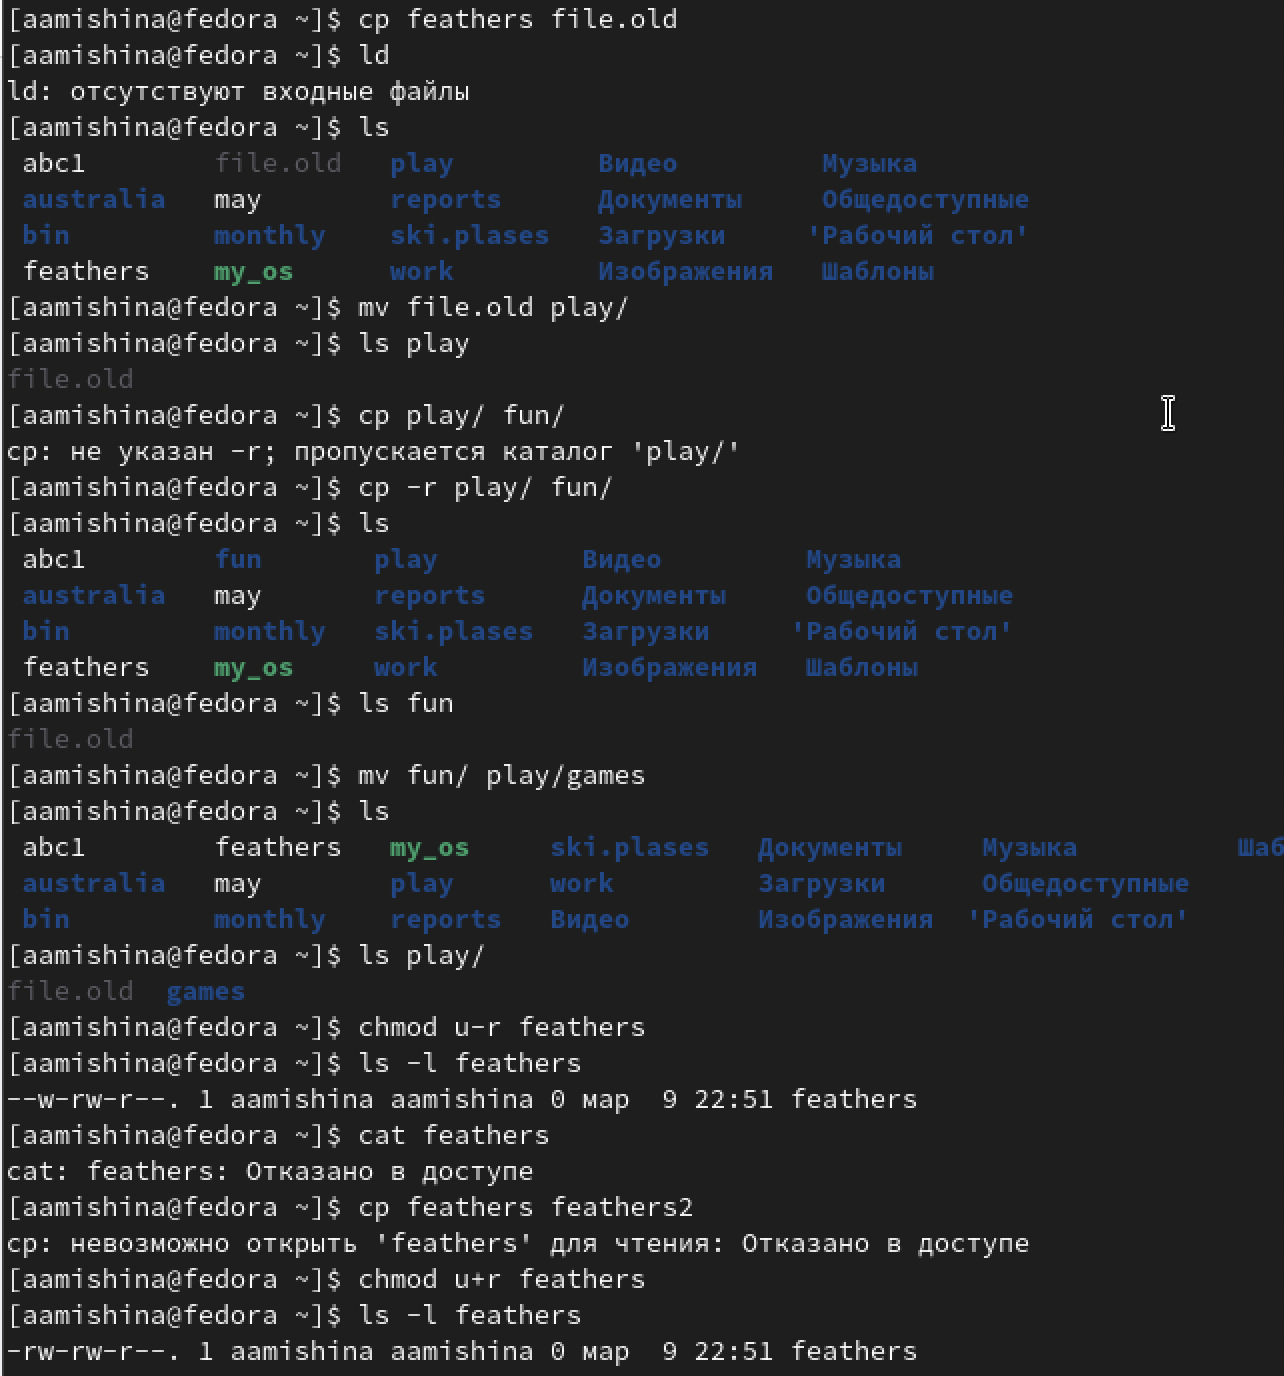 [aamishina@fedora ~]$ cp feathers file.old
[aamishina@fedora ~]$ ld
ld: отсутствуют входные файлы
[aamishina@fedora ~]$ ls
abc1 file.old play Видео Музыка
australia may reports Документы Общедоступные
bin monthly ski.plases Загрузки 'Рабочий стол'
feathers my_os work Изображения Шаблоны
[aamishina@fedora ~]$ mv file.old play/
[aamishina@fedora ~]$ ls play
file.old
[aamishina@fedora ~]$ cp play/ fun/
cp: не указан -r; пропускается каталог 'play/'
[aamishina@fedora ~]$ cp -r play/ fun/
[aamishina@fedora ~]$ ls
abc1 fun play Видео Музыка
australia may reports Документы Общедоступные
bin monthly ski.plases Загрузки 'Рабочий стол'
feathers my_os work Изображения Шаблоны
[aamishina@fedora ~]$ ls fun
file.old
[aamishina@fedora ~]$ mv fun/ play/games
[aamishina@fedora ~]$ ls
abc1 feathers my_os ski.plases Документы Музыка Шаб
australia may play work Загрузки Общедоступные
bin monthly reports Видео Изображения 'Рабочий стол'
[aamishina@fedora ~]$ ls play/
file.old games
[aamishina@fedora ~]$ chmod u-r feathers
[aamishina@fedora ~]$ ls -l feathers
--w-rw-r--. 1 aamishina aamishina 0 мар  9 22:51 feathers
[aamishina@fedora ~]$ cat feathers
cat: feathers: Отказано в доступе
[aamishina@fedora ~]$ cp feathers feathers2
cp: невозможно открыть 'feathers' для чтения: Отказано в доступе
[aamishina@fedora ~]$ chmod u+r feathers
[aamishina@fedora ~]$ ls -l feathers
-rw-rw-r--. 1 aamishina aamishina 0 мар  9 22:51 feathers